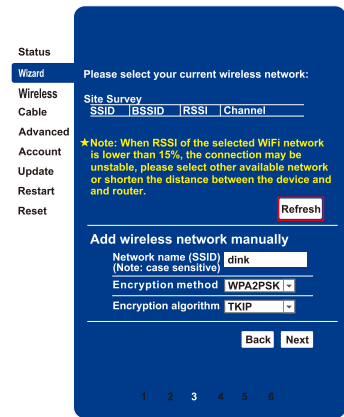 Status
Wizard
Wireless
Cable
Advanced
Account
Update
Restart
Reset
Please select your current wireless network:
Site Survey
SSID BSSID RSSI Channel
★Note: When RSSI of the selected WiFi network
is lower than 15%, the connection may be
unstable, please select other available network
or shorten the distance between the device and
and router.
Refresh
Add wireless network manually
Network name (SSID) dink
(Note: case sensitive)
Encryption method WPA2PSK
Encryption algorithm TKIP
Back Next
1 2 3 4 5 6